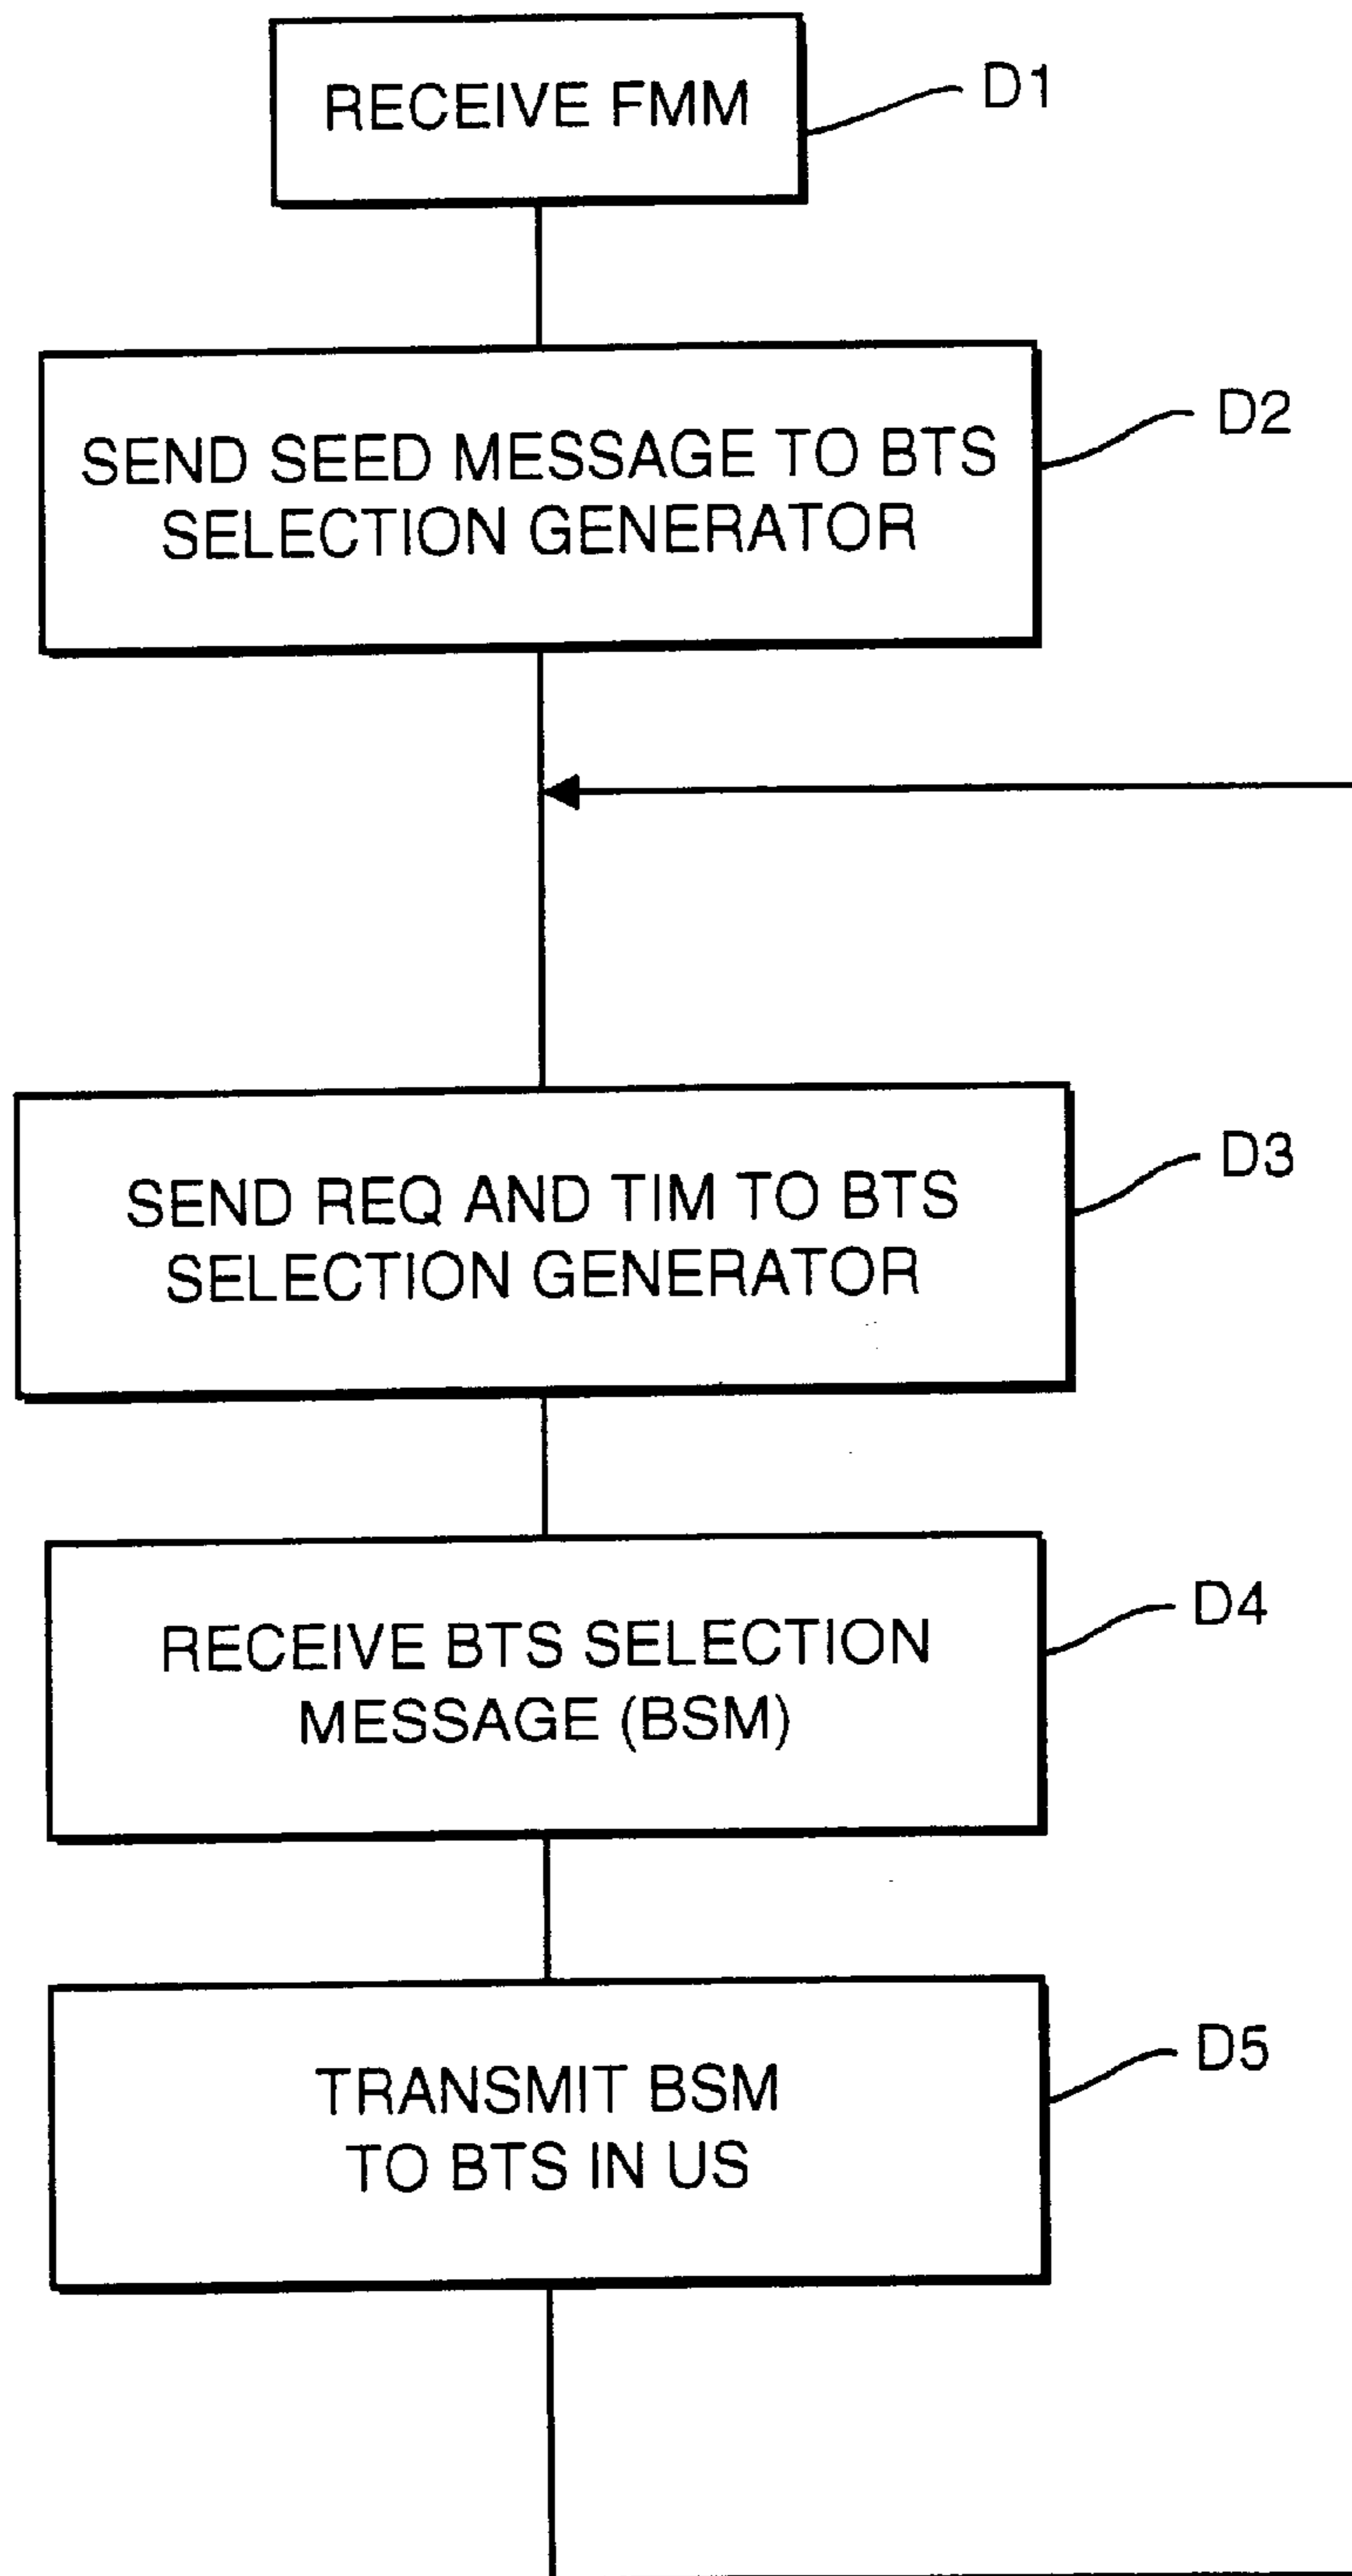 RECEIVE FMM
D1
SEND SEED MESSAGE TO BTS
SELECTION GENERATOR
D2
SEND REQ AND TIM TO BTS
SELECTION GENERATOR
D3
RECEIVE BTS SELECTION
MESSAGE (BSM)
D4
TRANSMIT BSM
TO BTS IN US
D5